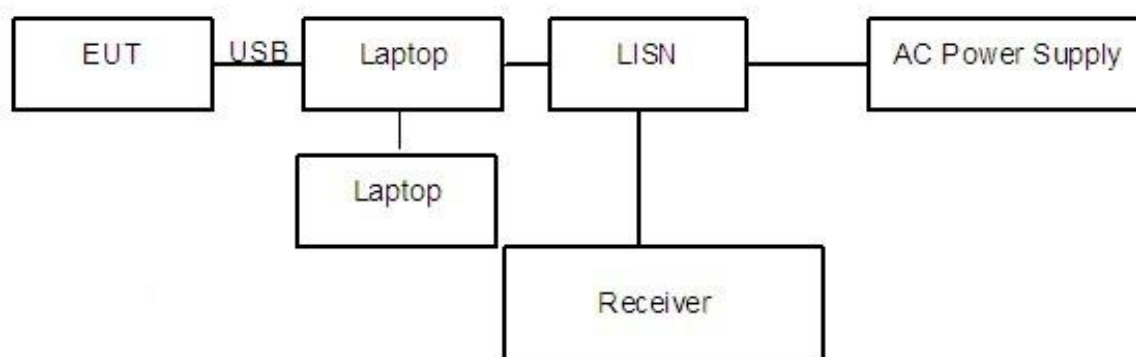 EUT
USB
Laptop
LISN
AC Power Supply
Laptop
Receiver